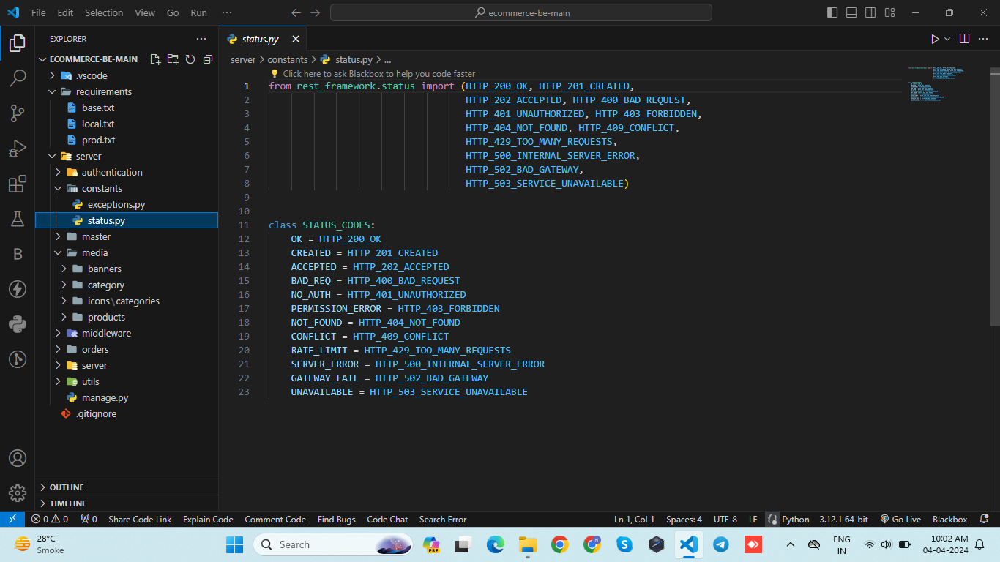 File Edit Selection View Go Run ··· ecommerce-be-main
EXPLORER ···
ECOMMERCE-BE-MAIN
.vscode
requirements
base.txt
local.txt
prod.txt
server
authentication
constants
exceptions.py
status.py
master
media
banners
category
icons\categories
products
middleware
orders
server
utils
manage.py
.gitignore
OUTLINE
TIMELINE
status.py
server > constants > status.py > ...
Click here to ask Blackbox to help you code faster
1 from rest_framework.status import (HTTP_200_OK, HTTP_201_CREATED,
2 HTTP_202_ACCEPTED, HTTP_400_BAD_REQUEST,
3 HTTP_401_UNAUTHORIZED, HTTP_403_FORBIDDEN,
4 HTTP_404_NOT_FOUND, HTTP_409_CONFLICT,
5 HTTP_429_TOO_MANY_REQUESTS,
6 HTTP_500_INTERNAL_SERVER_ERROR,
7 HTTP_502_BAD_GATEWAY,
8 HTTP_503_SERVICE_UNAVAILABLE)
9
10
11 class STATUS_CODES:
12 OK = HTTP_200_OK
13 CREATED = HTTP_201_CREATED
14 ACCEPTED = HTTP_202_ACCEPTED
15 BAD_REQ = HTTP_400_BAD_REQUEST
16 NO_AUTH = HTTP_401_UNAUTHORIZED
17 PERMISSION_ERROR = HTTP_403_FORBIDDEN
18 NOT_FOUND = HTTP_404_NOT_FOUND
19 CONFLICT = HTTP_409_CONFLICT
20 RATE_LIMIT = HTTP_429_TOO_MANY_REQUESTS
21 SERVER_ERROR = HTTP_500_INTERNAL_SERVER_ERROR
22 GATEWAY_FAIL = HTTP_502_BAD_GATEWAY
23 UNAVAILABLE = HTTP_503_SERVICE_UNAVAILABLE
0 0 0 Share Code Link Explain Code Comment Code Find Bugs Code Chat Search Error Ln 1, Col 1 Spaces: 4 UTF-8 LF Python 3.12.1 64-bit Go Live Blackbox
28°C
Smoke
Search
PRE
ENG
IN
10:02 AM
04-04-2024